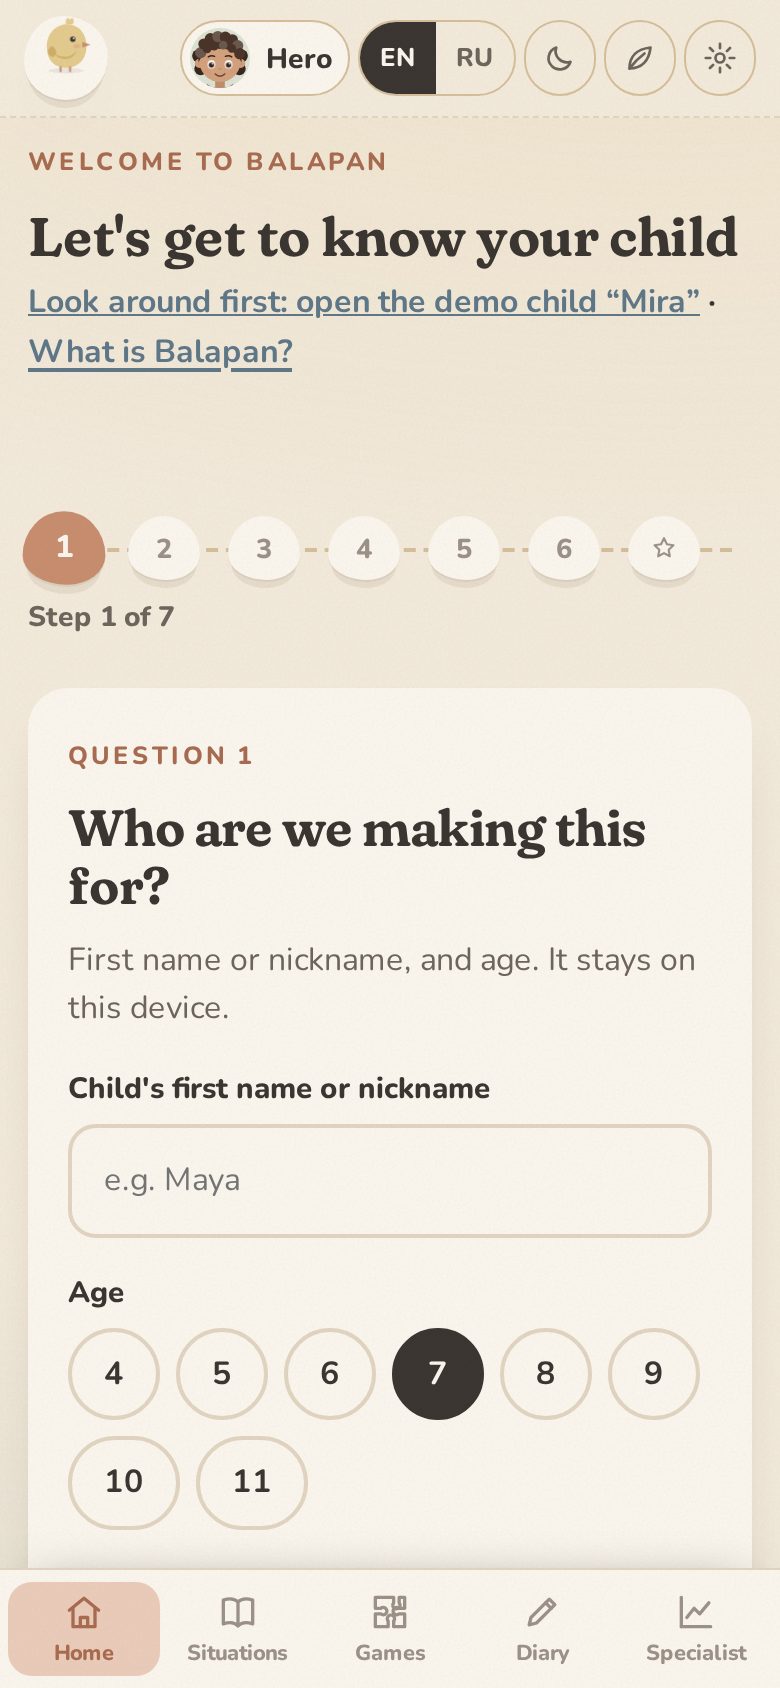 Hero
EN
RU
WELCOME TO BALAPAN
Let's get to know your child
Look around first: open the demo child “Mira” ·
What is Balapan?
1
2
3
4
5
6
Step 1 of 7
QUESTION 1
Who are we making this
for?
First name or nickname, and age. It stays on
this device.
Child's first name or nickname
e.g. Maya
Age
4
5
6
7
8
9
10
11
Home
Situations
Games
Diary
Specialist